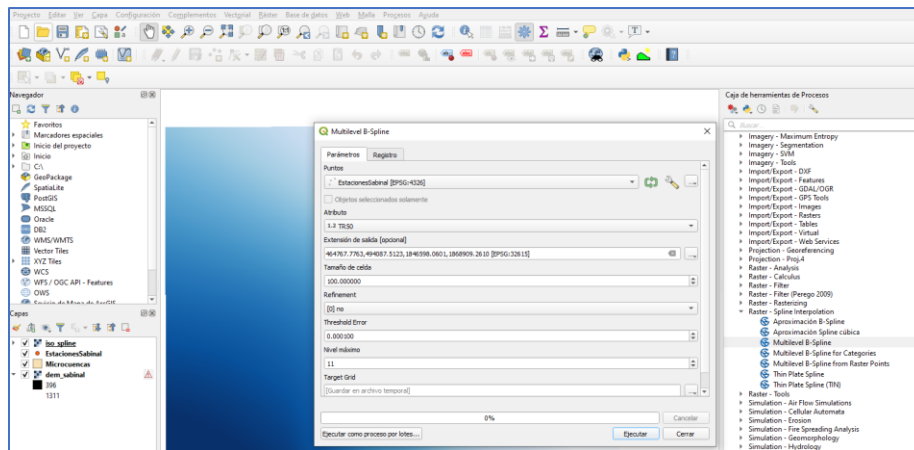 Proyecto Editar Ver Capa Configuración Complementos Vectorial Ráster Base de datos Web Malla Procesos Ayuda
Navegador
Favoritos
Marcadores espaciales
Inicio del proyecto
Inicio
C:\
GeoPackage
SpatiaLite
PostGIS
MSSQL
Oracle
DB2
WMS/WMTS
Vector Tiles
XYZ Tiles
WCS
WFS / OGC API - Features
OWS
Servicio de Mapa de ArcGIS
Capas
iso_spline
EstacionesSabinal
Microcuencas
dem_sabinal
396
1311
Multilevel B-Spline
Parámetros
Registro
Puntos
EstacionesSabinal [EPSG:4326]
Objetos seleccionados solamente
Atributo
1.2 TR50
Extensión de salida [opcional]
464767.7763,494087.5123,1846598.0601,1868909.2610 [EPSG:32615]
Tamaño de celda
100.000000
Refinement
[0] no
Threshold Error
0.000100
Nivel máximo
11
Target Grid
[Guardar en archivo temporal]
0%
Cancelar
Ejecutar como proceso por lotes...
Ejecutar
Cerrar
Caja de herramientas de Procesos
Buscar...
Imagery - Maximum Entropy
Imagery - Segmentation
Imagery - SVM
Imagery - Tools
Import/Export - DXF
Import/Export - Features
Import/Export - GDAL/OGR
Import/Export - GPS Tools
Import/Export - Images
Import/Export - Rasters
Import/Export - Tables
Import/Export - Virtual
Import/Export - Web Services
Projection - Georeferencing
Projection - Proj.4
Raster - Analysis
Raster - Calculus
Raster - Filter
Raster - Filter (Perego 2009)
Raster - Rasterizing
Raster - Spline Interpolation
Aproximación B-Spline
Aproximación Spline cúbica
Multilevel B-Spline
Multilevel B-Spline for Categories
Multilevel B-Spline from Raster Points
Thin Plate Spline
Thin Plate Spline (TIN)
Raster - Tools
Simulation - Air Flow Simulations
Simulation - Cellular Automata
Simulation - Erosion
Simulation - Fire Spreading Analysis
Simulation - Geomorphology
Simulation - Hydrology